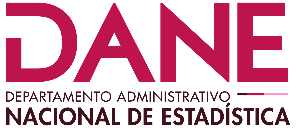 DANE
DEPARTAMENTO ADMINISTRATIVO
NACIONAL DE ESTADÍSTICA